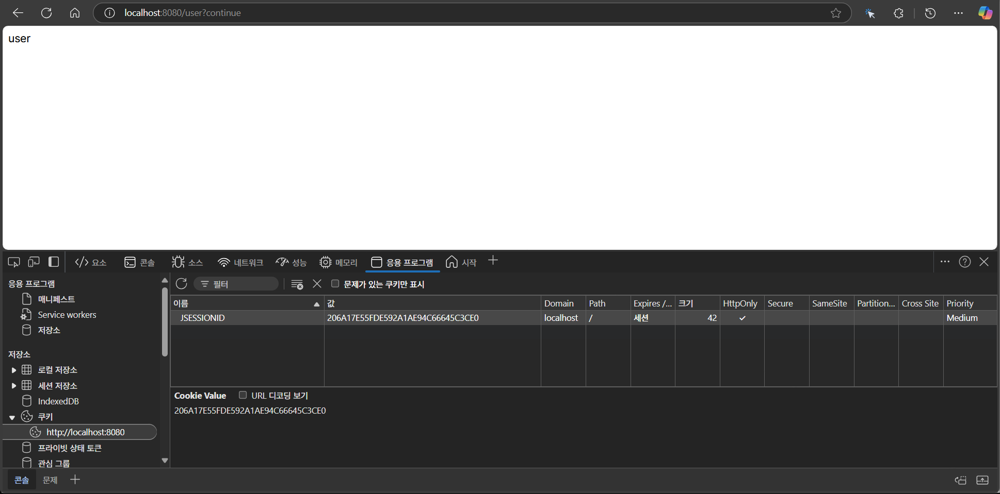 localhost:8080/user?continue
user
요소 콘솔 소스 네트워크 성능 메모리 응용 프로그램 시작
응용 프로그램
매니페스트
Service workers
저장소
저장소
로컬 저장소
세션 저장소
IndexedDB
쿠키
http://localhost:8080
프라이빗 상태 토큰
관심 그룹
필터 문제가 있는 쿠키만 표시
이름 값 Domain Path Expires /... 크기 HttpOnly Secure SameSite Partition... Cross Site Priority
JSESSIONID 206A17E55FDE592A1AE94C66645C3CE0 localhost / 세션 42 ✓ Medium
Cookie Value URL 디코딩 보기
206A17E55FDE592A1AE94C66645C3CE0
콘솔 문제